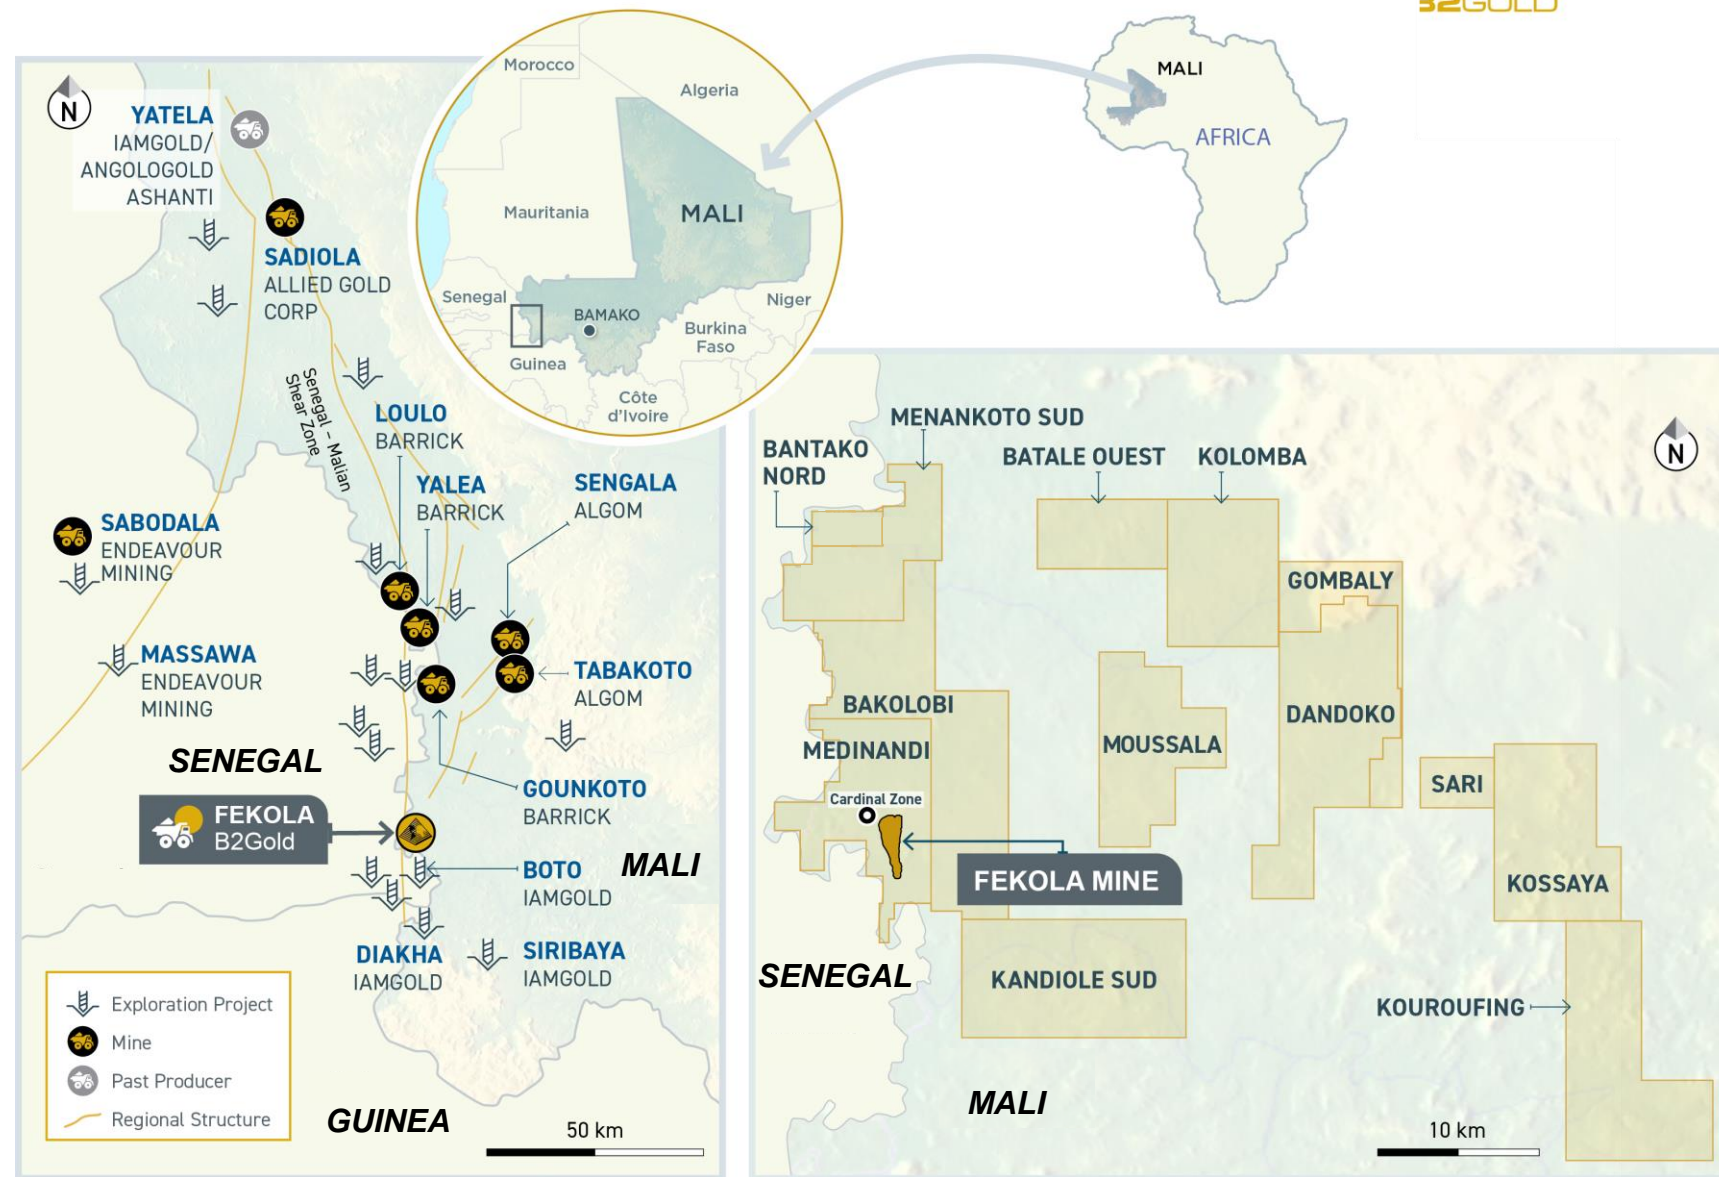 B2GOLD
N
YATELA
IAMGOLD/
ANGOLOGOLD
ASHANTI
SADIOLA
ALLIED GOLD
CORP
Senegal - Malian
Shear Zone
LOULO
BARRICK
YALEA
BARRICK
SENGALA
ALGOM
SABODALA
ENDEAVOUR
MINING
MASSAWA
ENDEAVOUR
MINING
TABAKOTO
ALGOM
SENEGAL
GOUNKOTO
BARRICK
FEKOLA
B2Gold
MALI
BOTO
IAMGOLD
DIAKHA
IAMGOLD
SIRIBAYA
IAMGOLD
Exploration Project
Mine
Past Producer
Regional Structure
GUINEA
50 km
Morocco
Algeria
Mauritania
MALI
Senegal
BAMAKO
Niger
Burkina
Faso
Guinea
Côte
d'Ivoire
MALI
AFRICA
MENANKOTO SUD
BANTAKO
NORD
BATALE OUEST
KOLOMBA
N
GOMBALY
BAKOLOBI
DANDOKO
MEDINANDI
MOUSSALA
SARI
Cardinal Zone
FEKOLA MINE
KOSSAYA
SENEGAL
KANDIOLE SUD
KOUROUFING
MALI
10 km